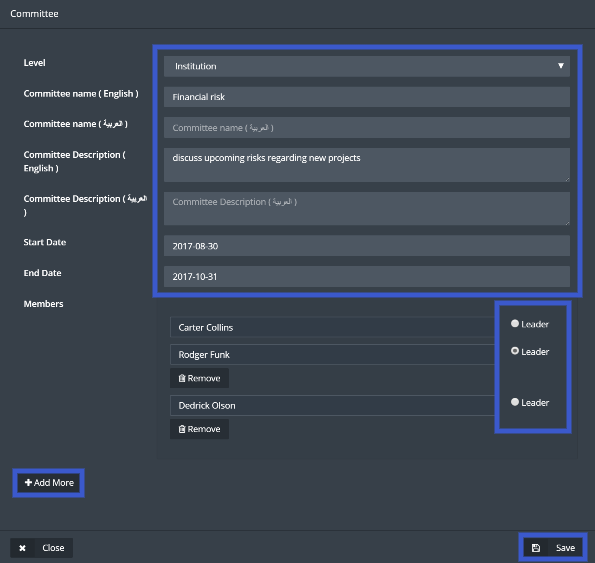 Committee
Level
Institution
Committee name ( English )
Financial risk
Committee name ( العربية )
Committee name ( العربية )
Committee Description (
English )
discuss upcoming risks regarding new projects
Committee Description ( العربية
)
Committee Description ( العربية )
Start Date
2017-08-30
End Date
2017-10-31
Members
Carter Collins
Leader
Rodger Funk
Leader
Remove
Dedrick Olson
Leader
Remove
Add More
Close
Save